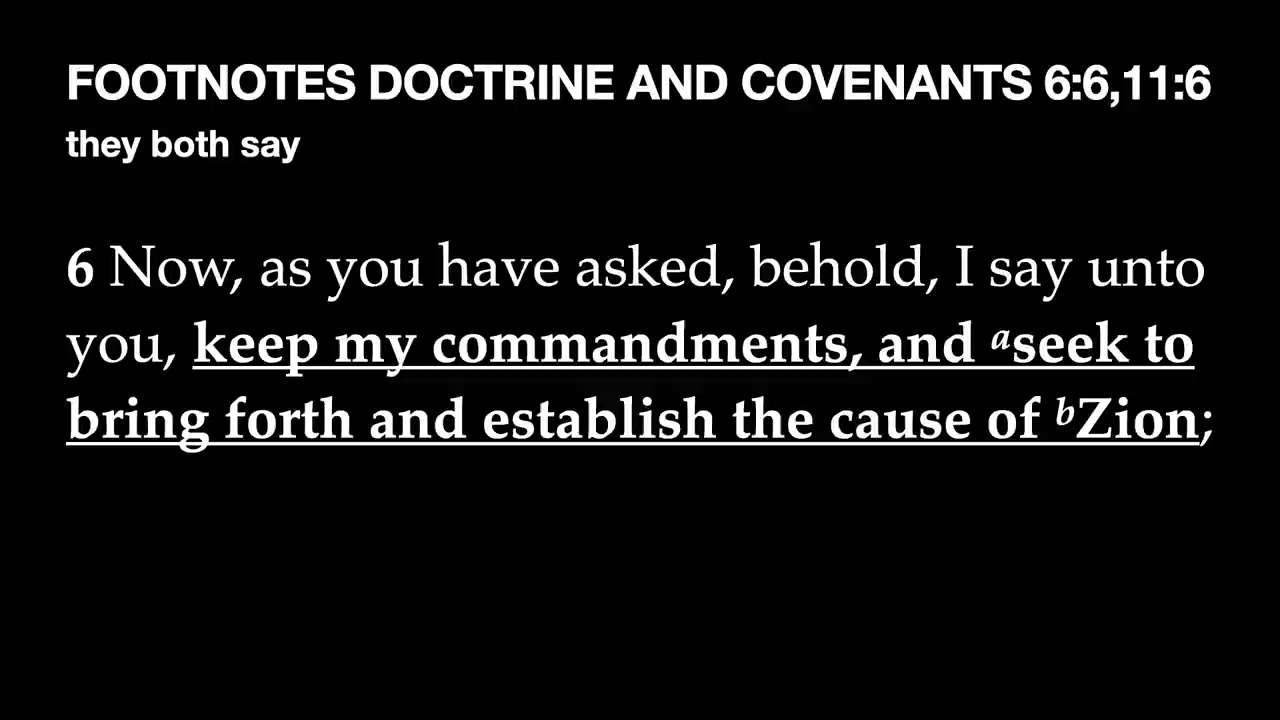 FOOTNOTES DOCTRINE AND COVENANTS 6:6,11:6
they both say
6 Now, as you have asked, behold, I say unto
you, keep my commandments, and aseek to
bring forth and establish the cause of bZion;